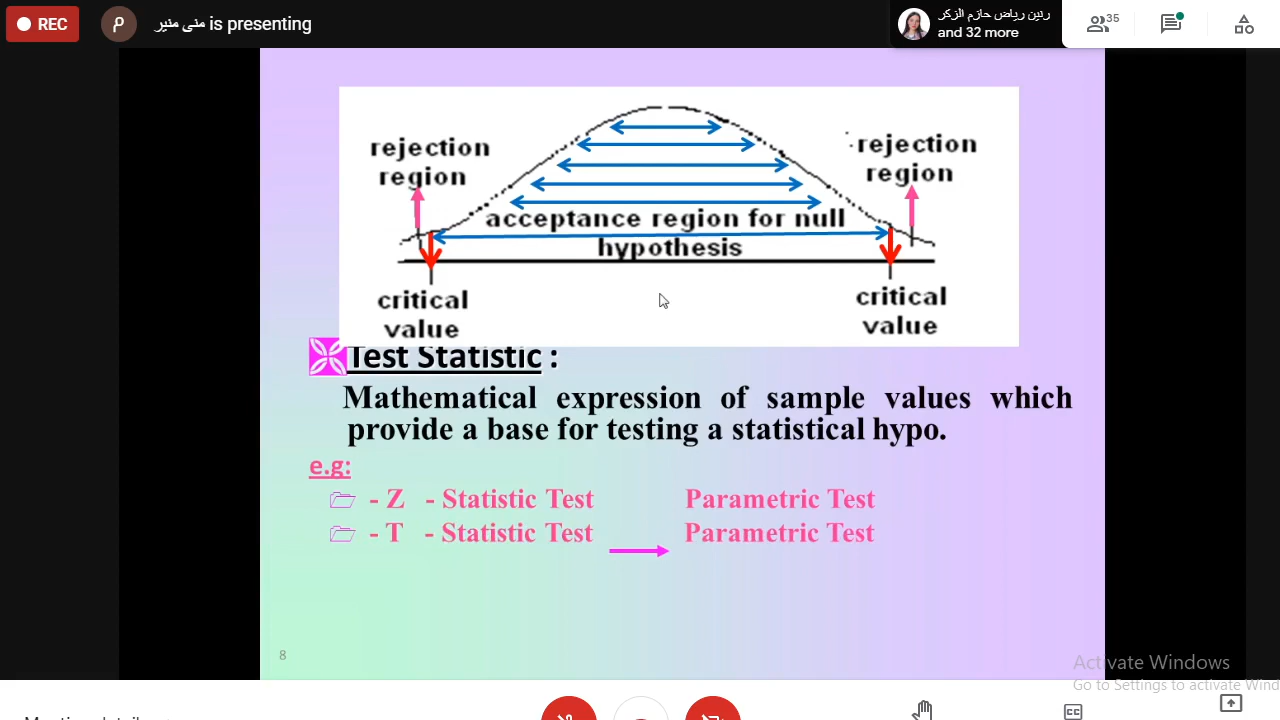 REC
م
منى منير is presenting
رنين رياض حازم الزكر
and 32 more
35
rejection
region
rejection
region
acceptance region for null
hypothesis
critical
value
critical
value
Test Statistic :
Mathematical expression of sample values which
provide a base for testing a statistical hypo.
e.g:
- Z - Statistic Test Parametric Test
- T - Statistic Test Parametric Test
8
Activate Windows
Go to Settings to activate Wind
CC